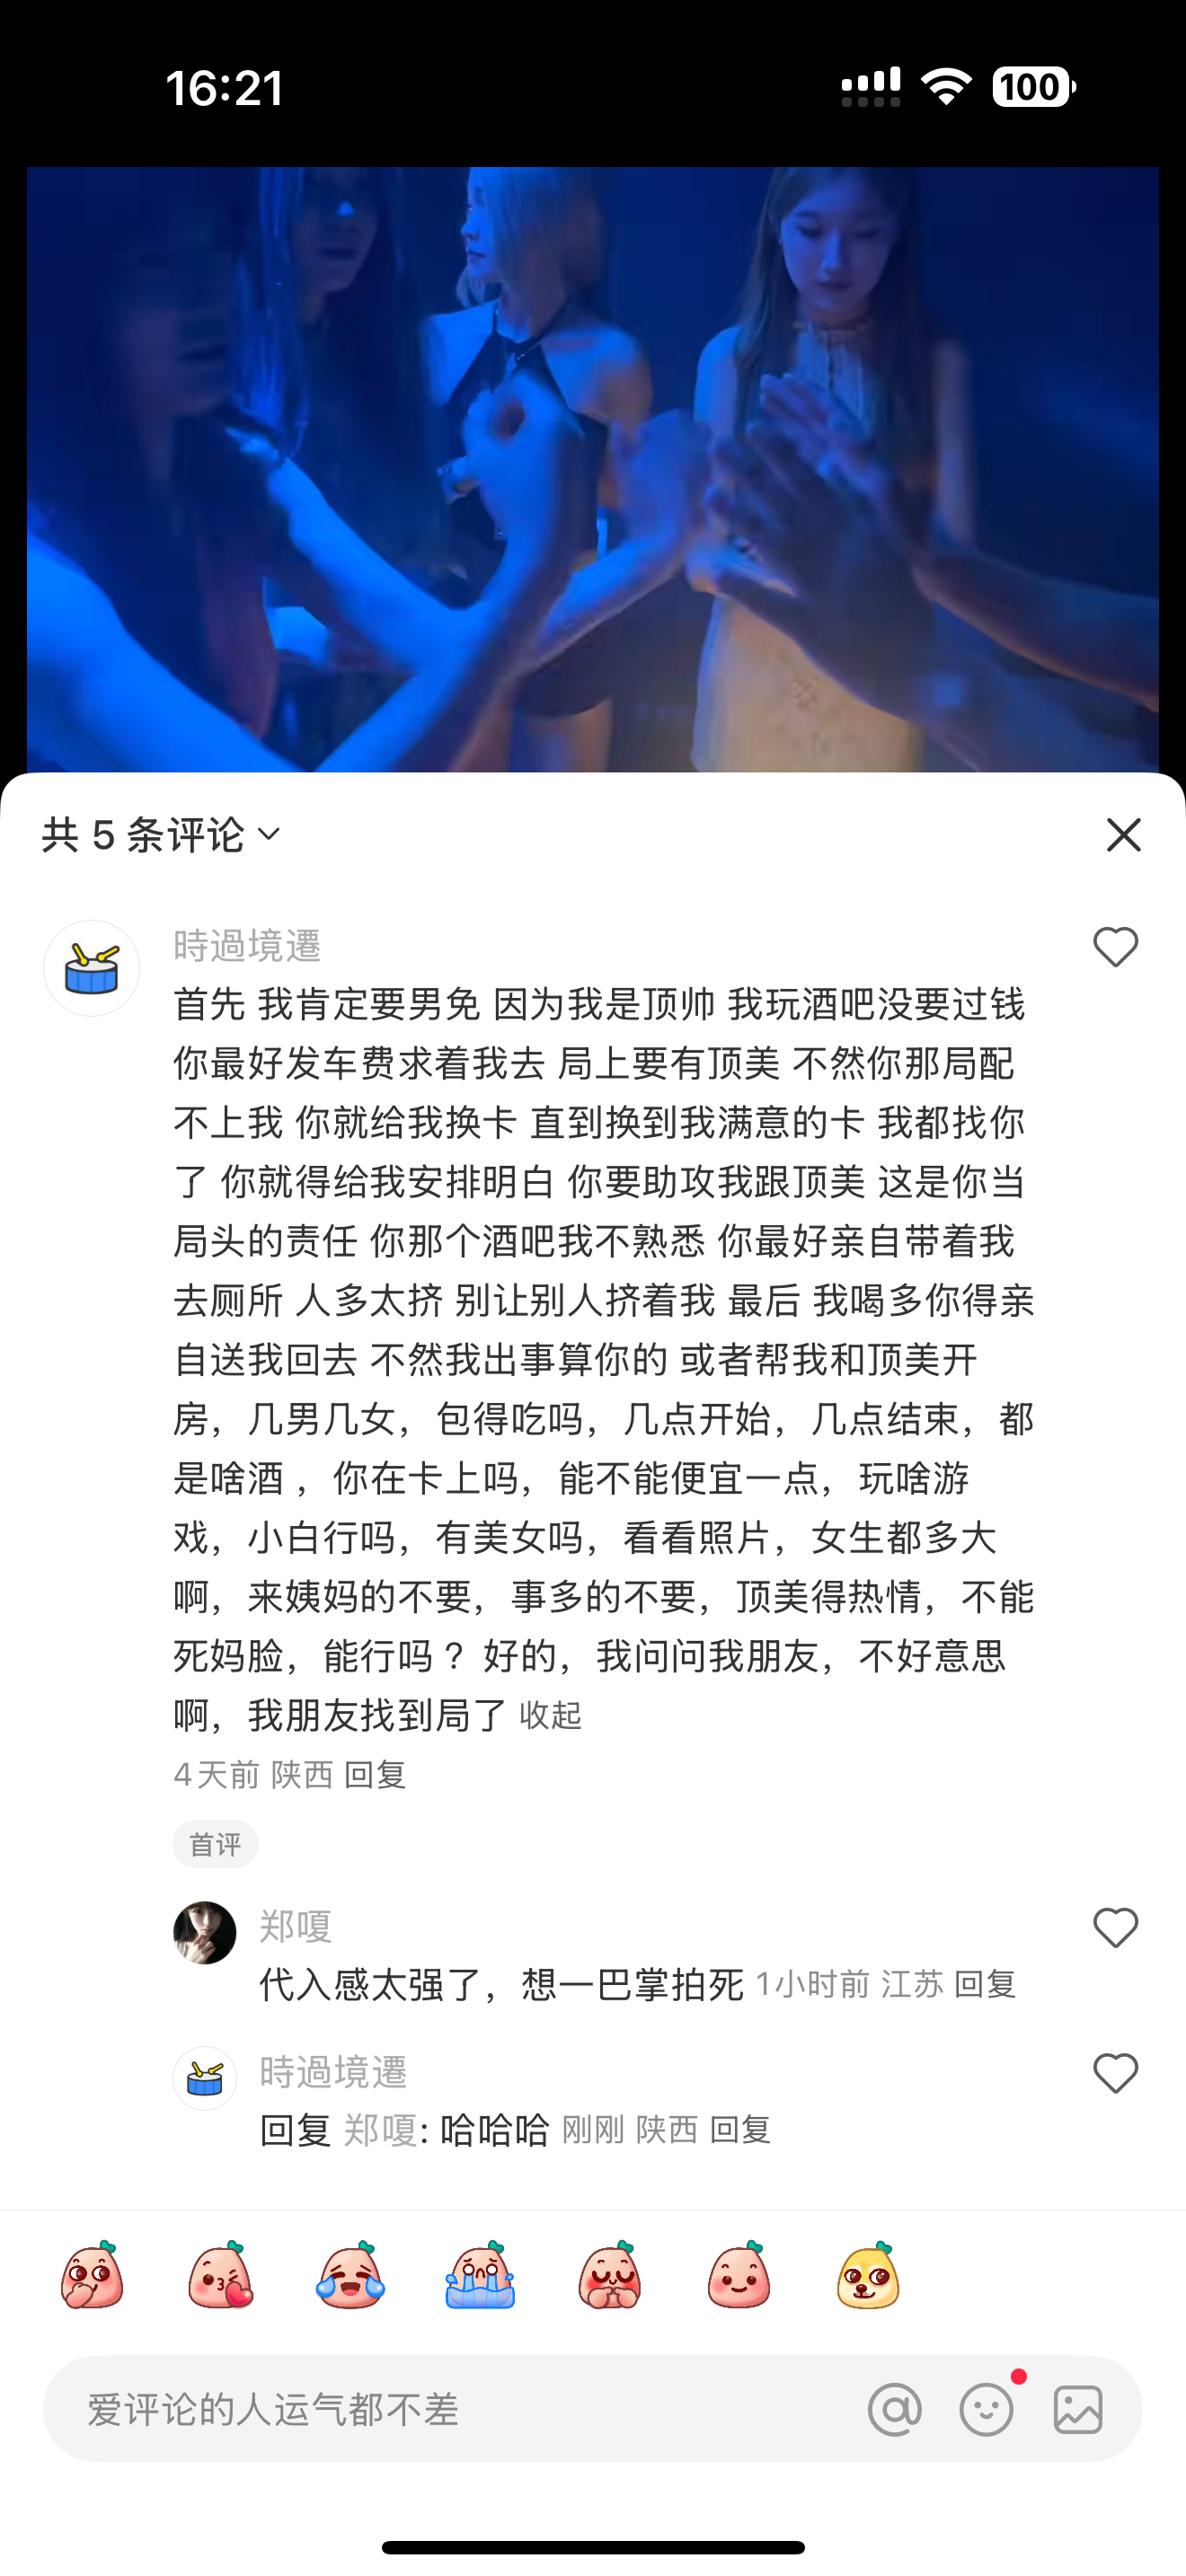 16:21
100
共 5 条评论
時過境遷
首先 我肯定要男免 因为我是顶帅 我玩酒吧没要过钱
你最好发车费求着我去 局上要有顶美 不然你那局配
不上我 你就给我换卡 直到换到我满意的卡 我都找你
了 你就得给我安排明白 你要助攻我跟顶美 这是你当
局头的责任 你那个酒吧我不熟悉 你最好亲自带着我
去厕所 人多太挤 别让别人挤着我 最后 我喝多你得亲
自送我回去 不然我出事算你的 或者帮我和顶美开
房，几男几女，包得吃吗，几点开始，几点结束，都
是啥酒 ，你在卡上吗，能不能便宜一点，玩啥游
戏，小白行吗，有美女吗，看看照片，女生都多大
啊，来姨妈的不要，事多的不要，顶美得热情，不能
死妈脸，能行吗 ？好的，我问问我朋友，不好意思
啊，我朋友找到局了 收起
4天前 陕西 回复
首评
郑嗄
代入感太强了，想一巴掌拍死 1小时前 江苏 回复
時過境遷
回复 郑嗄: 哈哈哈 刚刚 陕西 回复
爱评论的人运气都不差